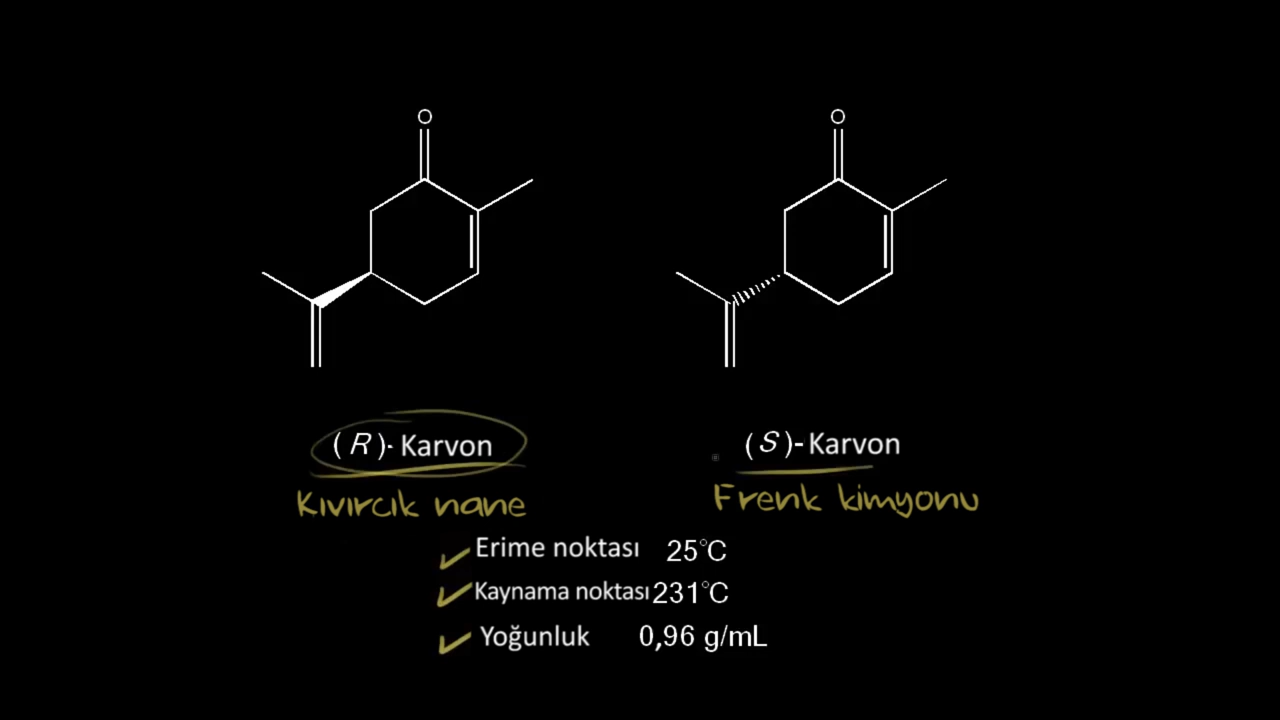 O O
(R)- Karvon (S)- Karvon
Kıvırcık nane Frenk kimyonu
Erime noktası 25°C
Kaynama noktası 231°C
Yoğunluk 0,96 g/mL